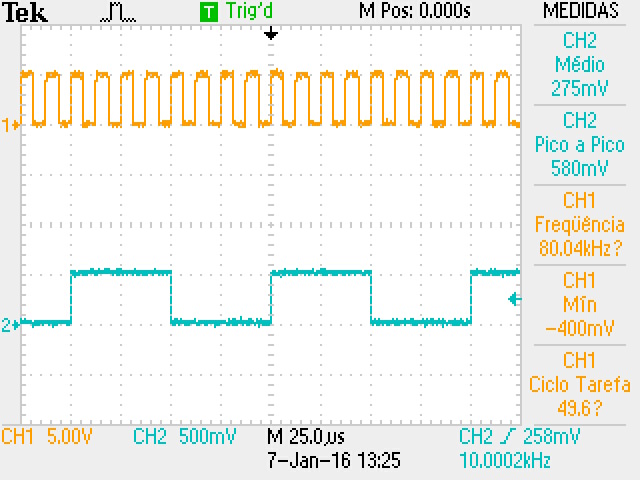 Tek T Trig'd M Pos: 0.000s MEDIDAS
CH2
Médio
275mV
CH2
Pico a Pico
580mV
CH1
Freqüência
80.04kHz?
CH1
Mín
-400mV
CH1
Ciclo Tarefa
49.6?
1
2
CH1 5.00V CH2 500mV M 25.0µs CH2 258mV
7-Jan-16 13:25 10.0002kHz